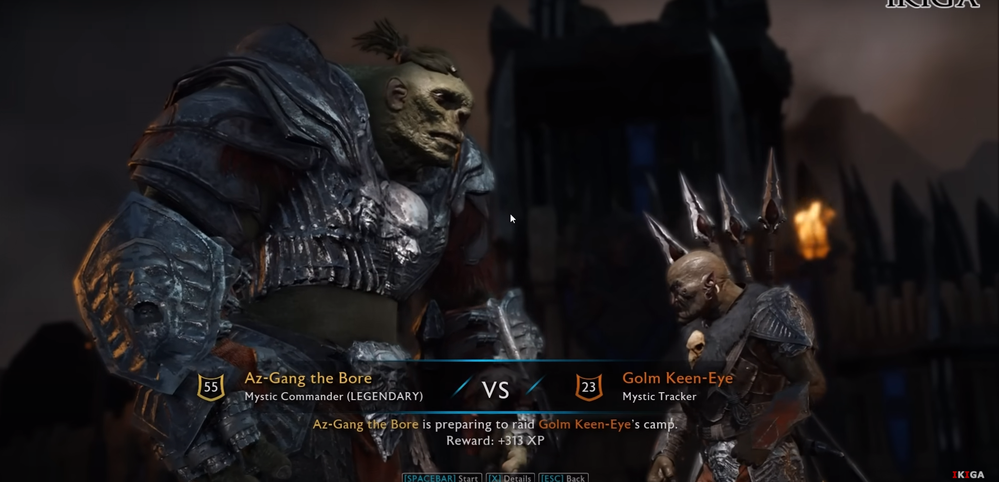 IKIGA
55
Az-Gang the Bore
Mystic Commander (LEGENDARY)
VS
23
Golm Keen-Eye
Mystic Tracker
Az-Gang the Bore is preparing to raid Golm Keen-Eye's camp.
Reward: +313 XP
[SPACEBAR] Start [X] Details [ESC] Back
IKIGA